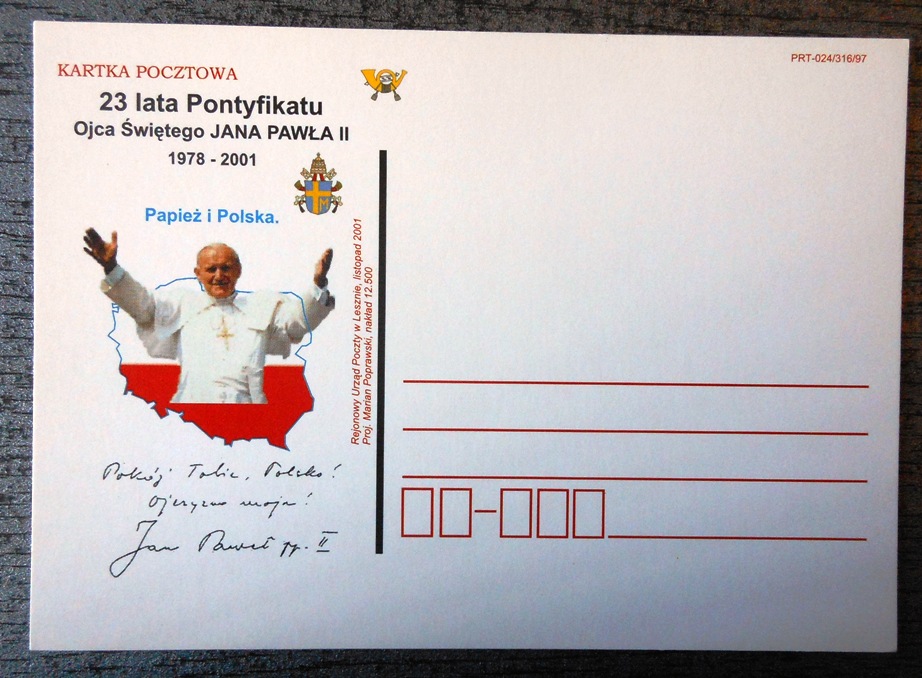 KARTKA POCZTOWA
PRT-024/316/97
23 lata Pontyfikatu
Ojca Świętego JANA PAWŁA II
1978 - 2001
Papież i Polska.
Rejonowy Urząd Poczty w Lesznie, listopad 2001
Proj. Marian Poprawski, nakład 12.500
Pokój Tobie, Polsko!
Ojczyzno moja!
Jan Paweł pp. II